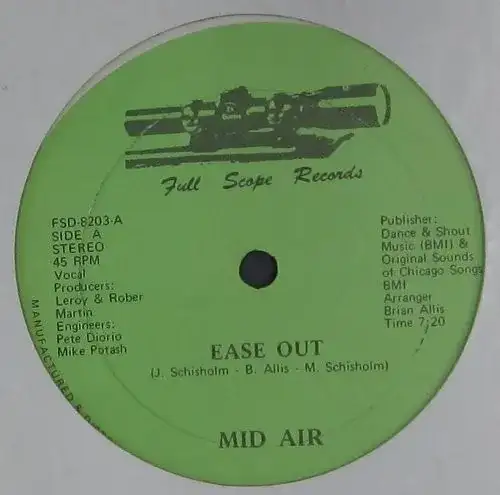 Full Scope Records
FSD-8203-A
SIDE A
STEREO
45 RPM
Vocal
Producers:
Leroy & Rober
Martin
Engineers:
Pete Diorio
Mike Potash
Publisher:
Dance & Shout
Music (BMI) &
Original Sounds
of Chicago Songs
BMI
Arranger
Brian Allis
Time 7:20
EASE OUT
(J. Schisholm - B. Allis - M. Schisholm)
MID AIR
MANUFACTURED &